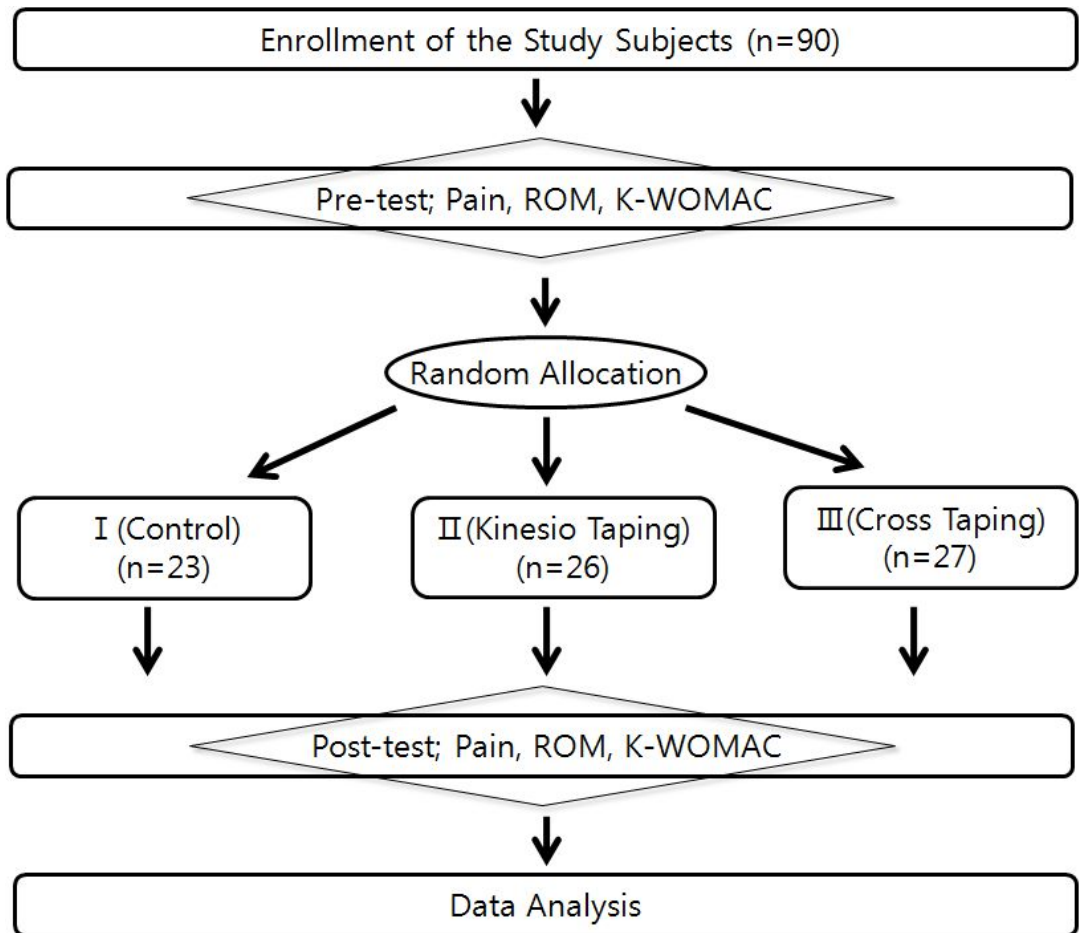 Enrollment of the Study Subjects (n=90)
Pre-test; Pain, ROM, K-WOMAC
Random Allocation
Ⅰ(Control)
(n=23)
Ⅱ(Kinesio Taping)
(n=26)
Ⅲ(Cross Taping)
(n=27)
Post-test; Pain, ROM, K-WOMAC
Data Analysis